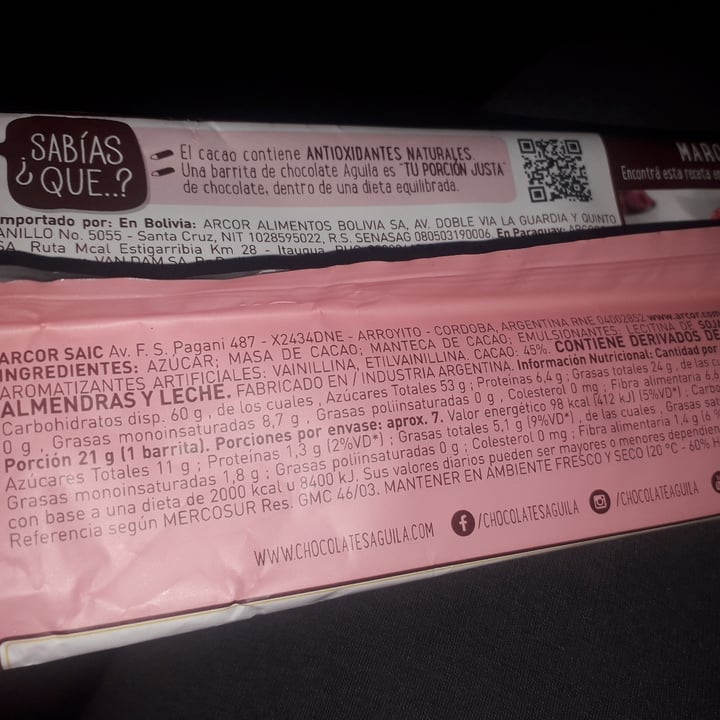 ¿SABÍAS QUE..?
El cacao contiene ANTIOXIDANTES NATURALES.
Una barrita de chocolate Aguila es "TU PORCIÓN JUSTA"
de chocolate, dentro de una dieta equilibrada.
Encontrá esta receta en
Importado por: En Bolivia: ARCOR ALIMENTOS BOLIVIA SA, AV. DOBLE VIA LA GUARDIA Y QUINTO
ANILLO No. 5055 - Santa Cruz, NIT 1028595022, R.S. SENASAG 080503190006. En Paraguay:
SA, Ruta Mcal Estigarribia Km 28 - Itaugua,
VAN DAM SA.
ARCOR SAIC Av. F. S. Pagani 487 - X2434DNE - ARROYITO - CORDOBA, ARGENTINA.RNE 04002852 www.arcor.com
INGREDIENTES: AZÚCAR; MASA DE CACAO; MANTECA DE CACAO; EMULSIONANTES: LECITINA DE SOJA
AROMATIZANTES ARTIFICIALES: VAINILLINA, ETILVAINILLINA. CACAO: 45%. CONTIENE DERIVADOS DE
ALMENDRAS Y LECHE. FABRICADO EN / INDUSTRIA ARGENTINA. Información Nutricional: Cantidad por
Carbohidratos disp. 60 g , de los cuales , Azúcares Totales 53 g ; Proteínas 6,4 g ; Grasas totales 24 g , de las
0 g , Grasas monoinsaturadas 8,7 g , Grasas poliinsaturadas 0 g , Colesterol 0 mg ; Fibra alimentaria
Porción 21 g (1 barrita). Porciones por envase: aprox. 7. Valor energético 98 kcal (412 kJ) (5%VD*) ;
Azúcares Totales 11 g ; Proteínas 1,3 g (2%VD*) ; Grasas totales 5,1 g (9%VD*) , de las cuales, Grasas
Grasas monoinsaturadas 1,8 g ; Grasas poliinsaturadas 0 g ; Colesterol 0 mg ; Fibra alimentaria 1,4 g
con base a una dieta de 2000 kcal u 8400 kJ. Sus valores diarios pueden ser mayores o menores
Referencia según MERCOSUR Res. GMC 46/03. MANTENER EN AMBIENTE FRESCO Y SECO (20 °C - 60%
WWW.CHOCOLATESAGUILA.COM /CHOCOLATESAGUILA /CHOCOLATEAGUILA